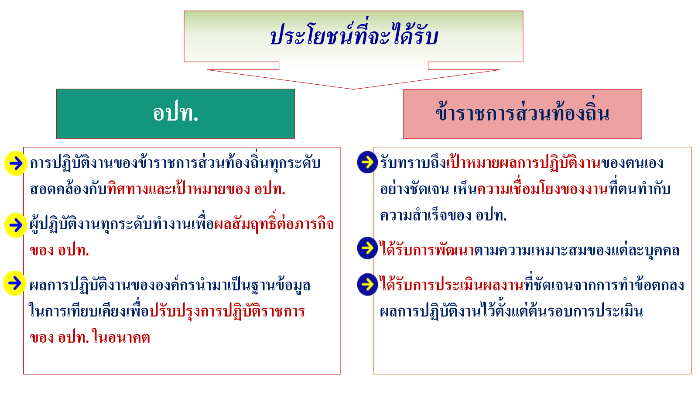 ประโยชน์ที่จะได้รับ
อปท.
การปฏิบัติงานของข้าราชการส่วนท้องถิ่นทุกระดับ
สอดคล้องกับทิศทางและเป้าหมายของ อปท.
ผู้ปฏิบัติงานทุกระดับทำงานเพื่อผลสัมฤทธิ์ต่อภารกิจ
ของ อปท.
ผลการปฏิบัติงานขององค์กรนำมาเป็นฐานข้อมูล
ในการเทียบเคียงเพื่อปรับปรุงการปฏิบัติราชการ
ของ อปท. ในอนาคต
ข้าราชการส่วนท้องถิ่น
รับทราบถึงเป้าหมายผลการปฏิบัติงานของตนเอง
อย่างชัดเจน เห็นความเชื่อมโยงของงานที่ตนทำกับ
ความสำเร็จของ อปท.
ได้รับการพัฒนาตามความเหมาะสมของแต่ละบุคคล
ได้รับการประเมินผลงานที่ชัดเจนจากการทำข้อตกลง
ผลการปฏิบัติงานไว้ตั้งแต่ต้นรอบการประเมิน